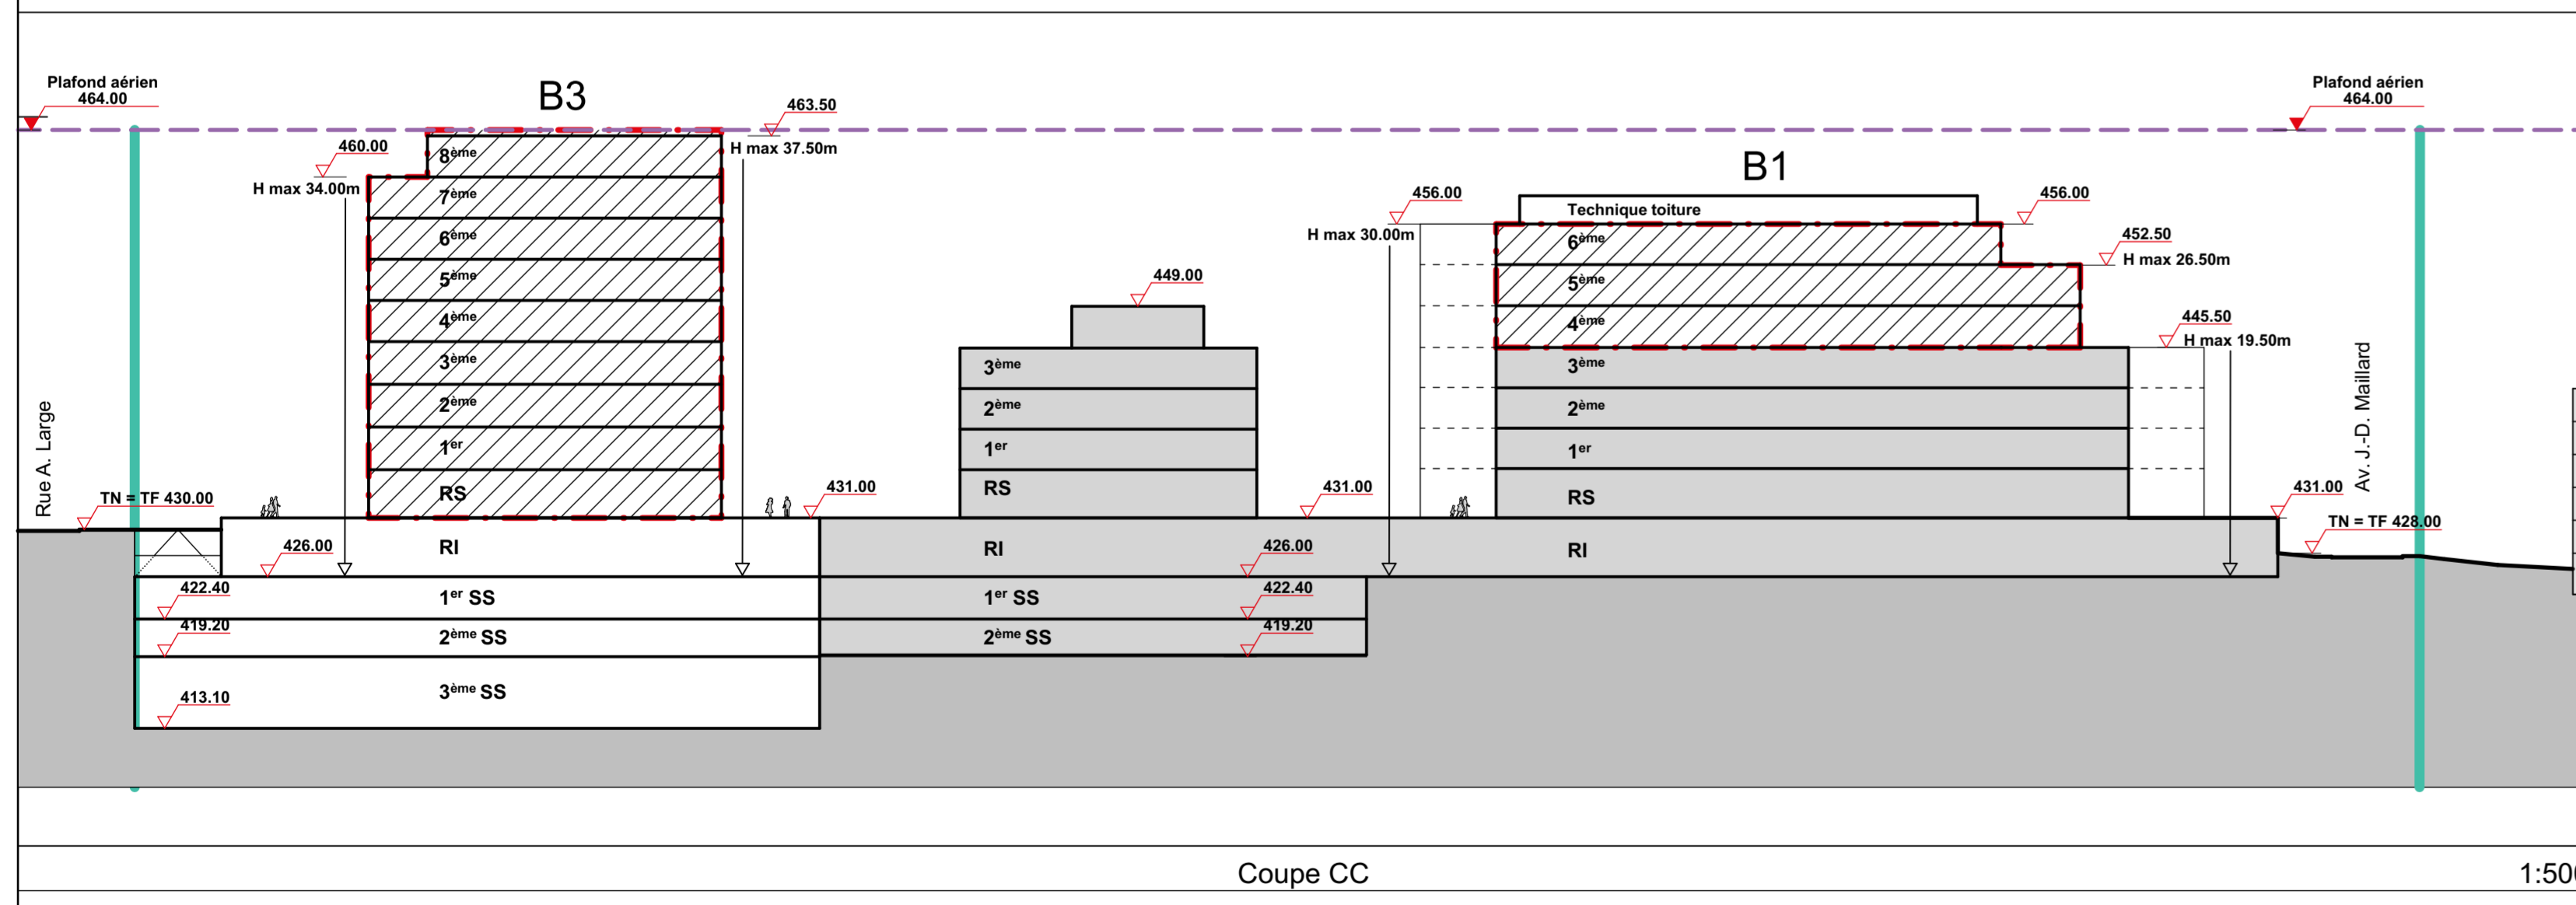 Plafond aérien
464.00
B3
463.50
H max 37.50m
460.00
H max 34.00m
8ème
7ème
6ème
5ème
4ème
3ème
2ème
1er
RS
RI
1er SS
2ème SS
3ème SS
Rue A. Large
TN = TF 430.00
426.00
422.40
419.20
413.10
431.00
449.00
3ème
2ème
1er
RS
RI
1er SS
2ème SS
431.00
426.00
422.40
419.20
Plafond aérien
464.00
B1
456.00
H max 30.00m
Technique toiture
456.00
452.50
H max 26.50m
445.50
H max 19.50m
6ème
5ème
4ème
3ème
2ème
1er
RS
RI
Av. J.-D. Maillard
431.00
TN = TF 428.00
Coupe CC